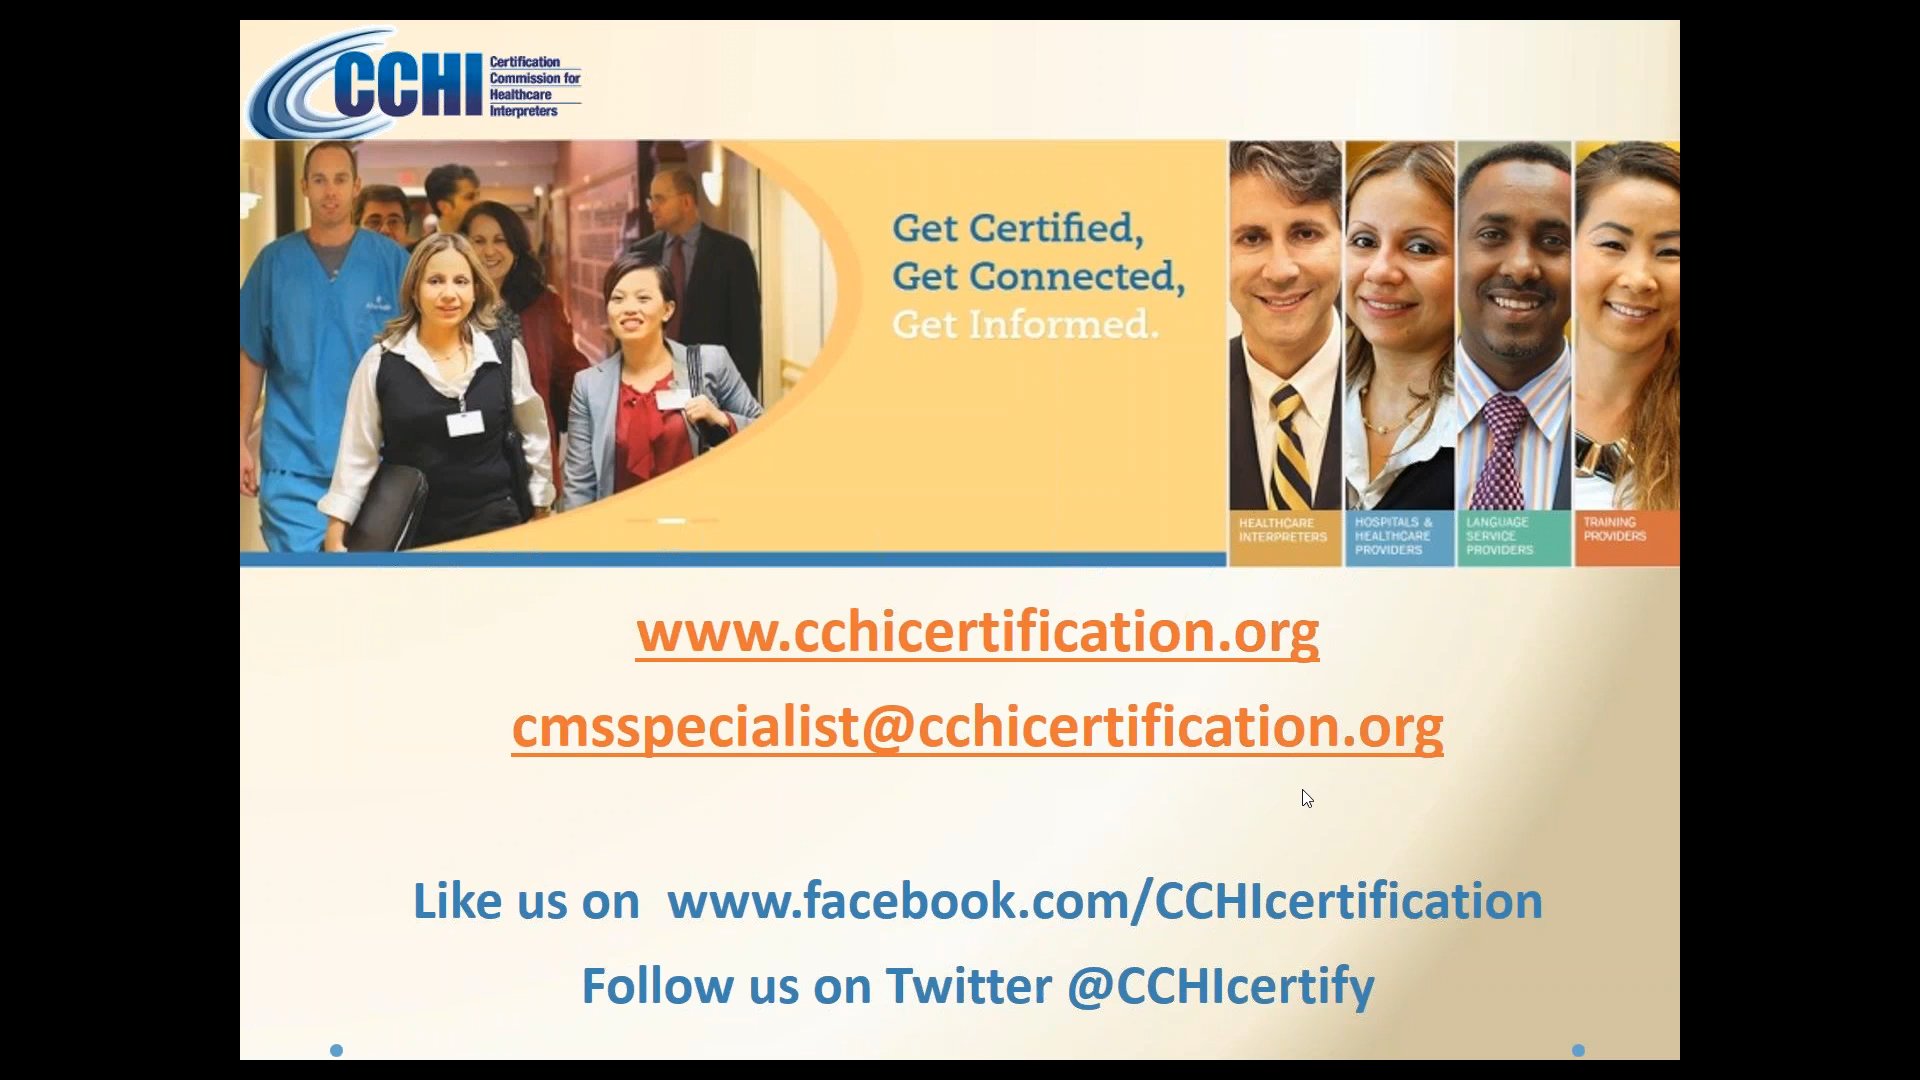 CCHI
Certification
Commission for
Healthcare
Interpreters
Get Certified,
Get Connected,
Get Informed.
HEALTHCARE
INTERPRETERS
HOSPITALS &
HEALTHCARE
PROVIDERS
LANGUAGE
SERVICE
PROVIDERS
TRAINING
PROVIDERS
www.cchicertification.org
cmsspecialist@cchicertification.org
Like us on  www.facebook.com/CCHIcertification
Follow us on Twitter @CCHIcertify